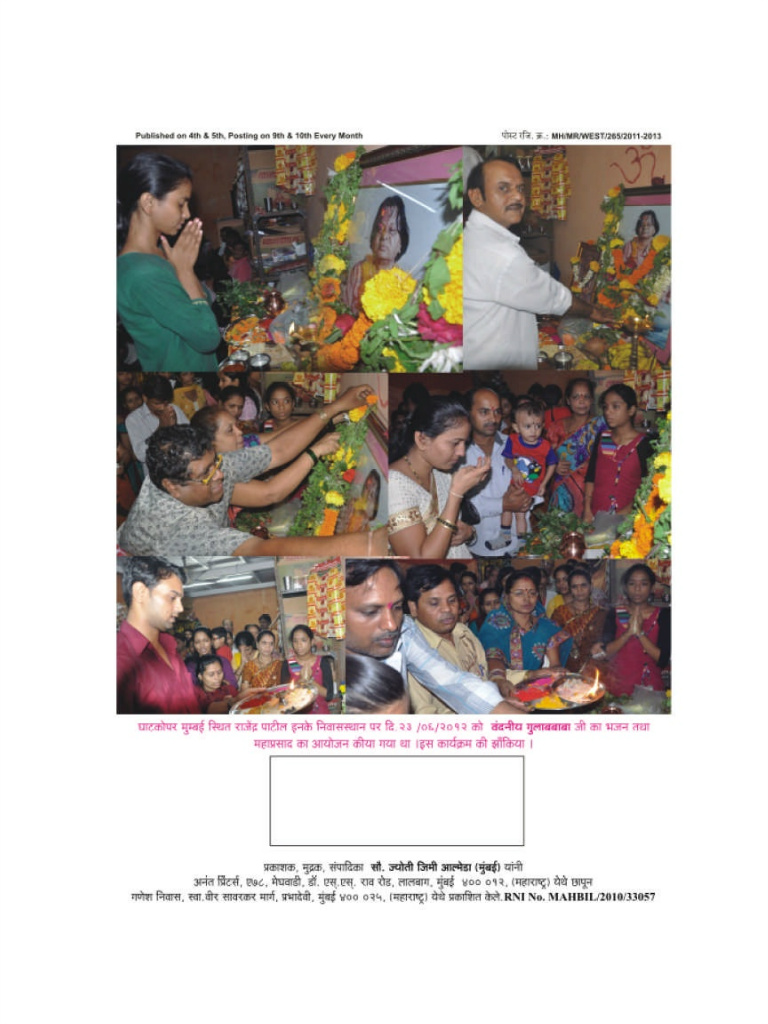 Published on 4th & 5th, Posting on 9th & 10th Every Month
पोस्ट रजि. क्र.: MH/MR/WEST/265/2011-2013
ॐ
घाटकोपर मुम्बई स्थित राजेंद्र पाटील इनके निवासस्थान पर दि.२३ /०६/२०१२ को वंदनीय गुलाबबाबा जी का भजन तथा
महाप्रसाद का आयोजन कीया गया था ।इस कार्यक्रम की झाँकिया ।
प्रकाशक, मुद्रक, संपादिका सौ. ज्योती जिमी आल्मेडा (मुंबई) यांनी
अनंत प्रिंटर्स, ए७८, मेघवाडी, डॉ. एस्.एस्. राव रोड, लालबाग, मुंबई ४०० ०१२, (महाराष्ट्र) येथे छापून
गणेश निवास, स्वा.वीर सावरकर मार्ग, प्रभादेवी, मुंबई ४०० ०२५, (महाराष्ट्र) येथे प्रकाशित केले.RNI No. MAHBIL/2010/33057